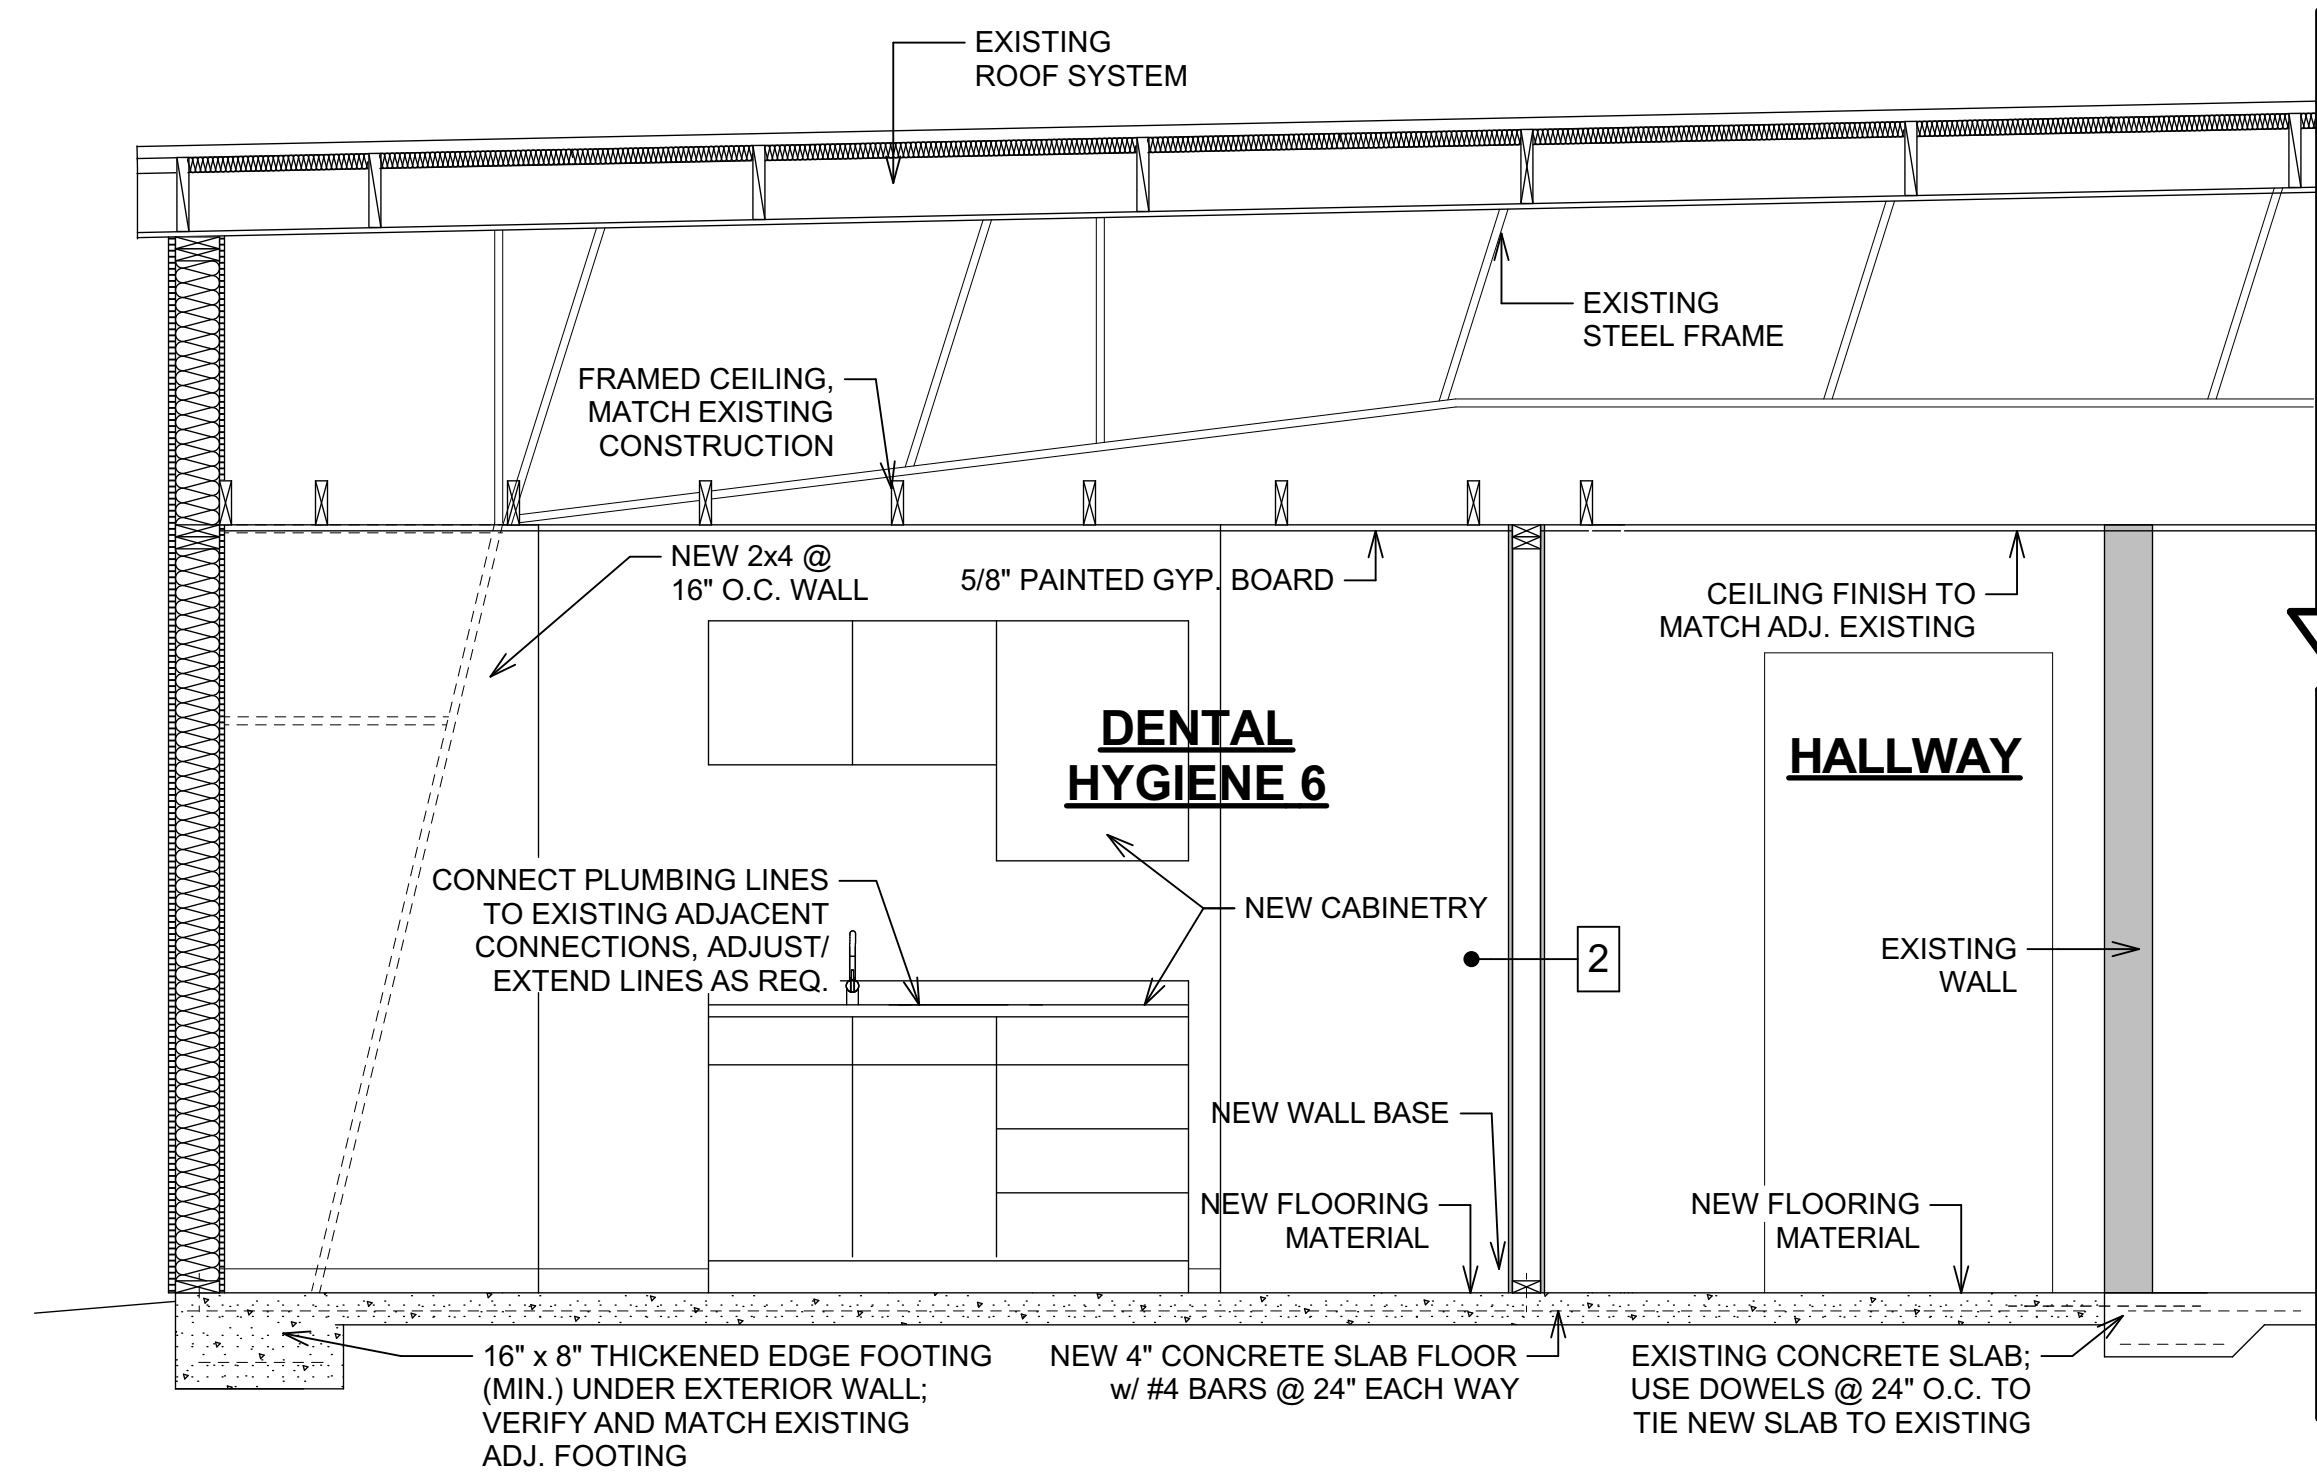 EXISTING
ROOF SYSTEM
EXISTING
STEEL FRAME
FRAMED CEILING,
MATCH EXISTING
CONSTRUCTION
NEW 2x4 @
16" O.C. WALL
5/8" PAINTED GYP. BOARD
CEILING FINISH TO
MATCH ADJ. EXISTING
DENTAL
HYGIENE 6
HALLWAY
CONNECT PLUMBING LINES
TO EXISTING ADJACENT
CONNECTIONS, ADJUST/
EXTEND LINES AS REQ.
NEW CABINETRY
2
EXISTING
WALL
NEW WALL BASE
NEW FLOORING
MATERIAL
NEW FLOORING
MATERIAL
16" x 8" THICKENED EDGE FOOTING
(MIN.) UNDER EXTERIOR WALL;
VERIFY AND MATCH EXISTING
ADJ. FOOTING
NEW 4" CONCRETE SLAB FLOOR
w/ #4 BARS @ 24" EACH WAY
EXISTING CONCRETE SLAB;
USE DOWELS @ 24" O.C. TO
TIE NEW SLAB TO EXISTING